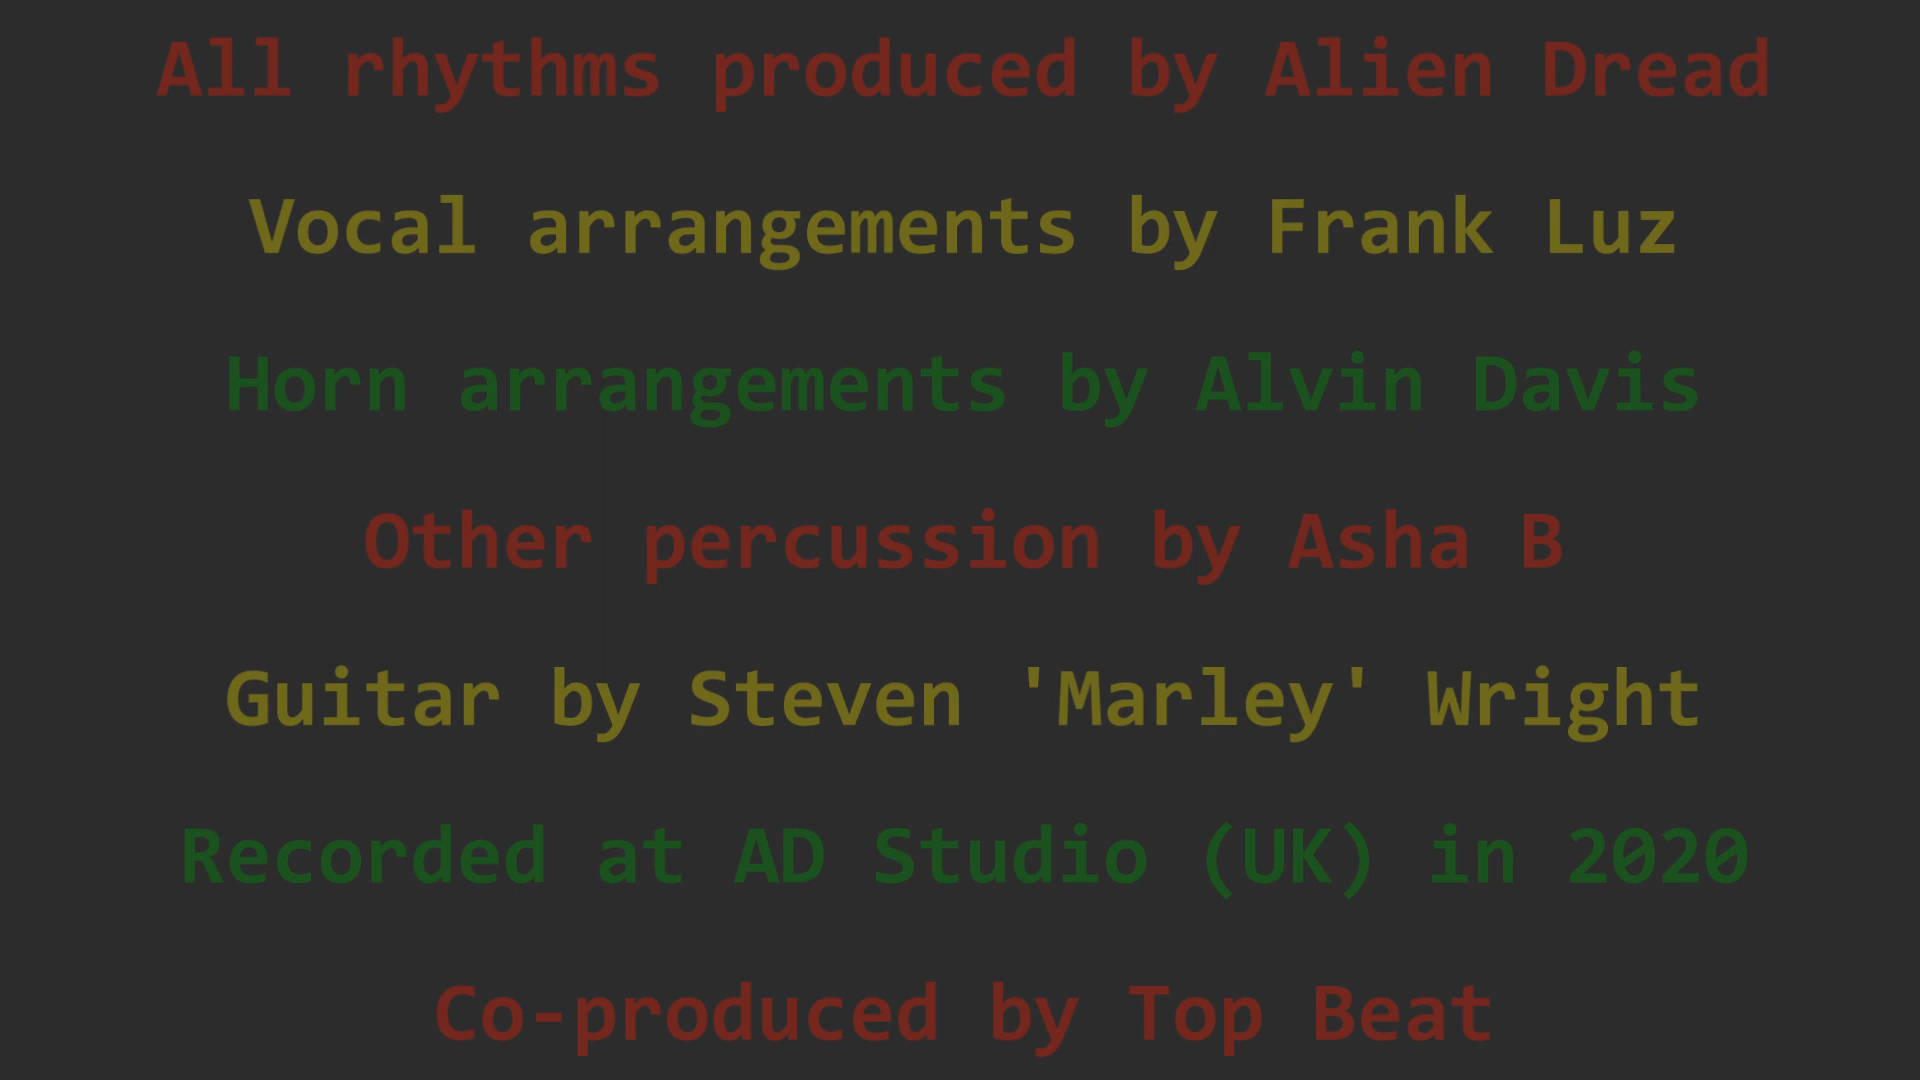 All rhythms produced by Alien Dread
Vocal arrangements by Frank Luz
Horn arrangements by Alvin Davis
Other percussion by Asha B
Guitar by Steven 'Marley' Wright
Recorded at AD Studio (UK) in 2020
Co-produced by Top Beat